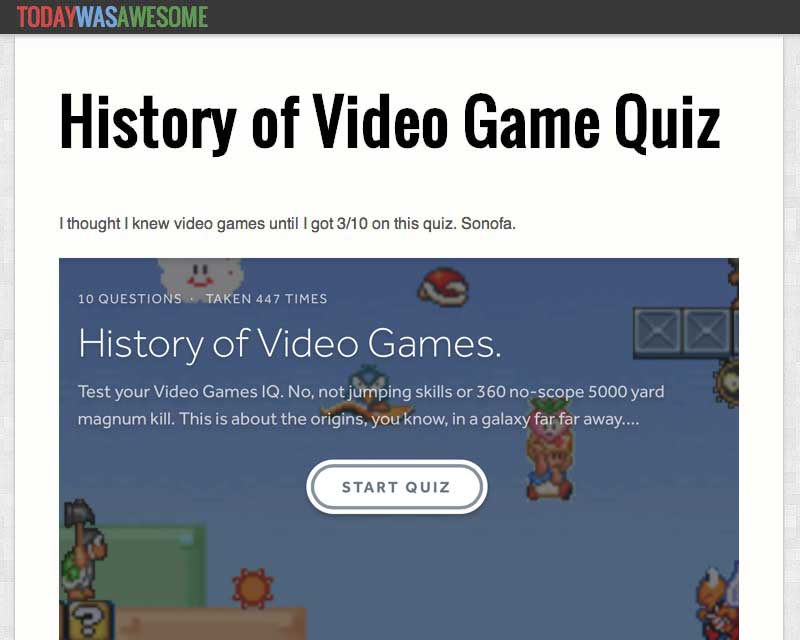 TODAYWASAWESOME
History of Video Game Quiz
I thought I knew video games until I got 3/10 on this quiz. Sonofa.
10 QUESTIONS · TAKEN 447 TIMES
History of Video Games.
Test your Video Games IQ. No, not jumping skills or 360 no-scope 5000 yard
magnum kill. This is about the origins, you know, in a galaxy far far away....
START QUIZ
?